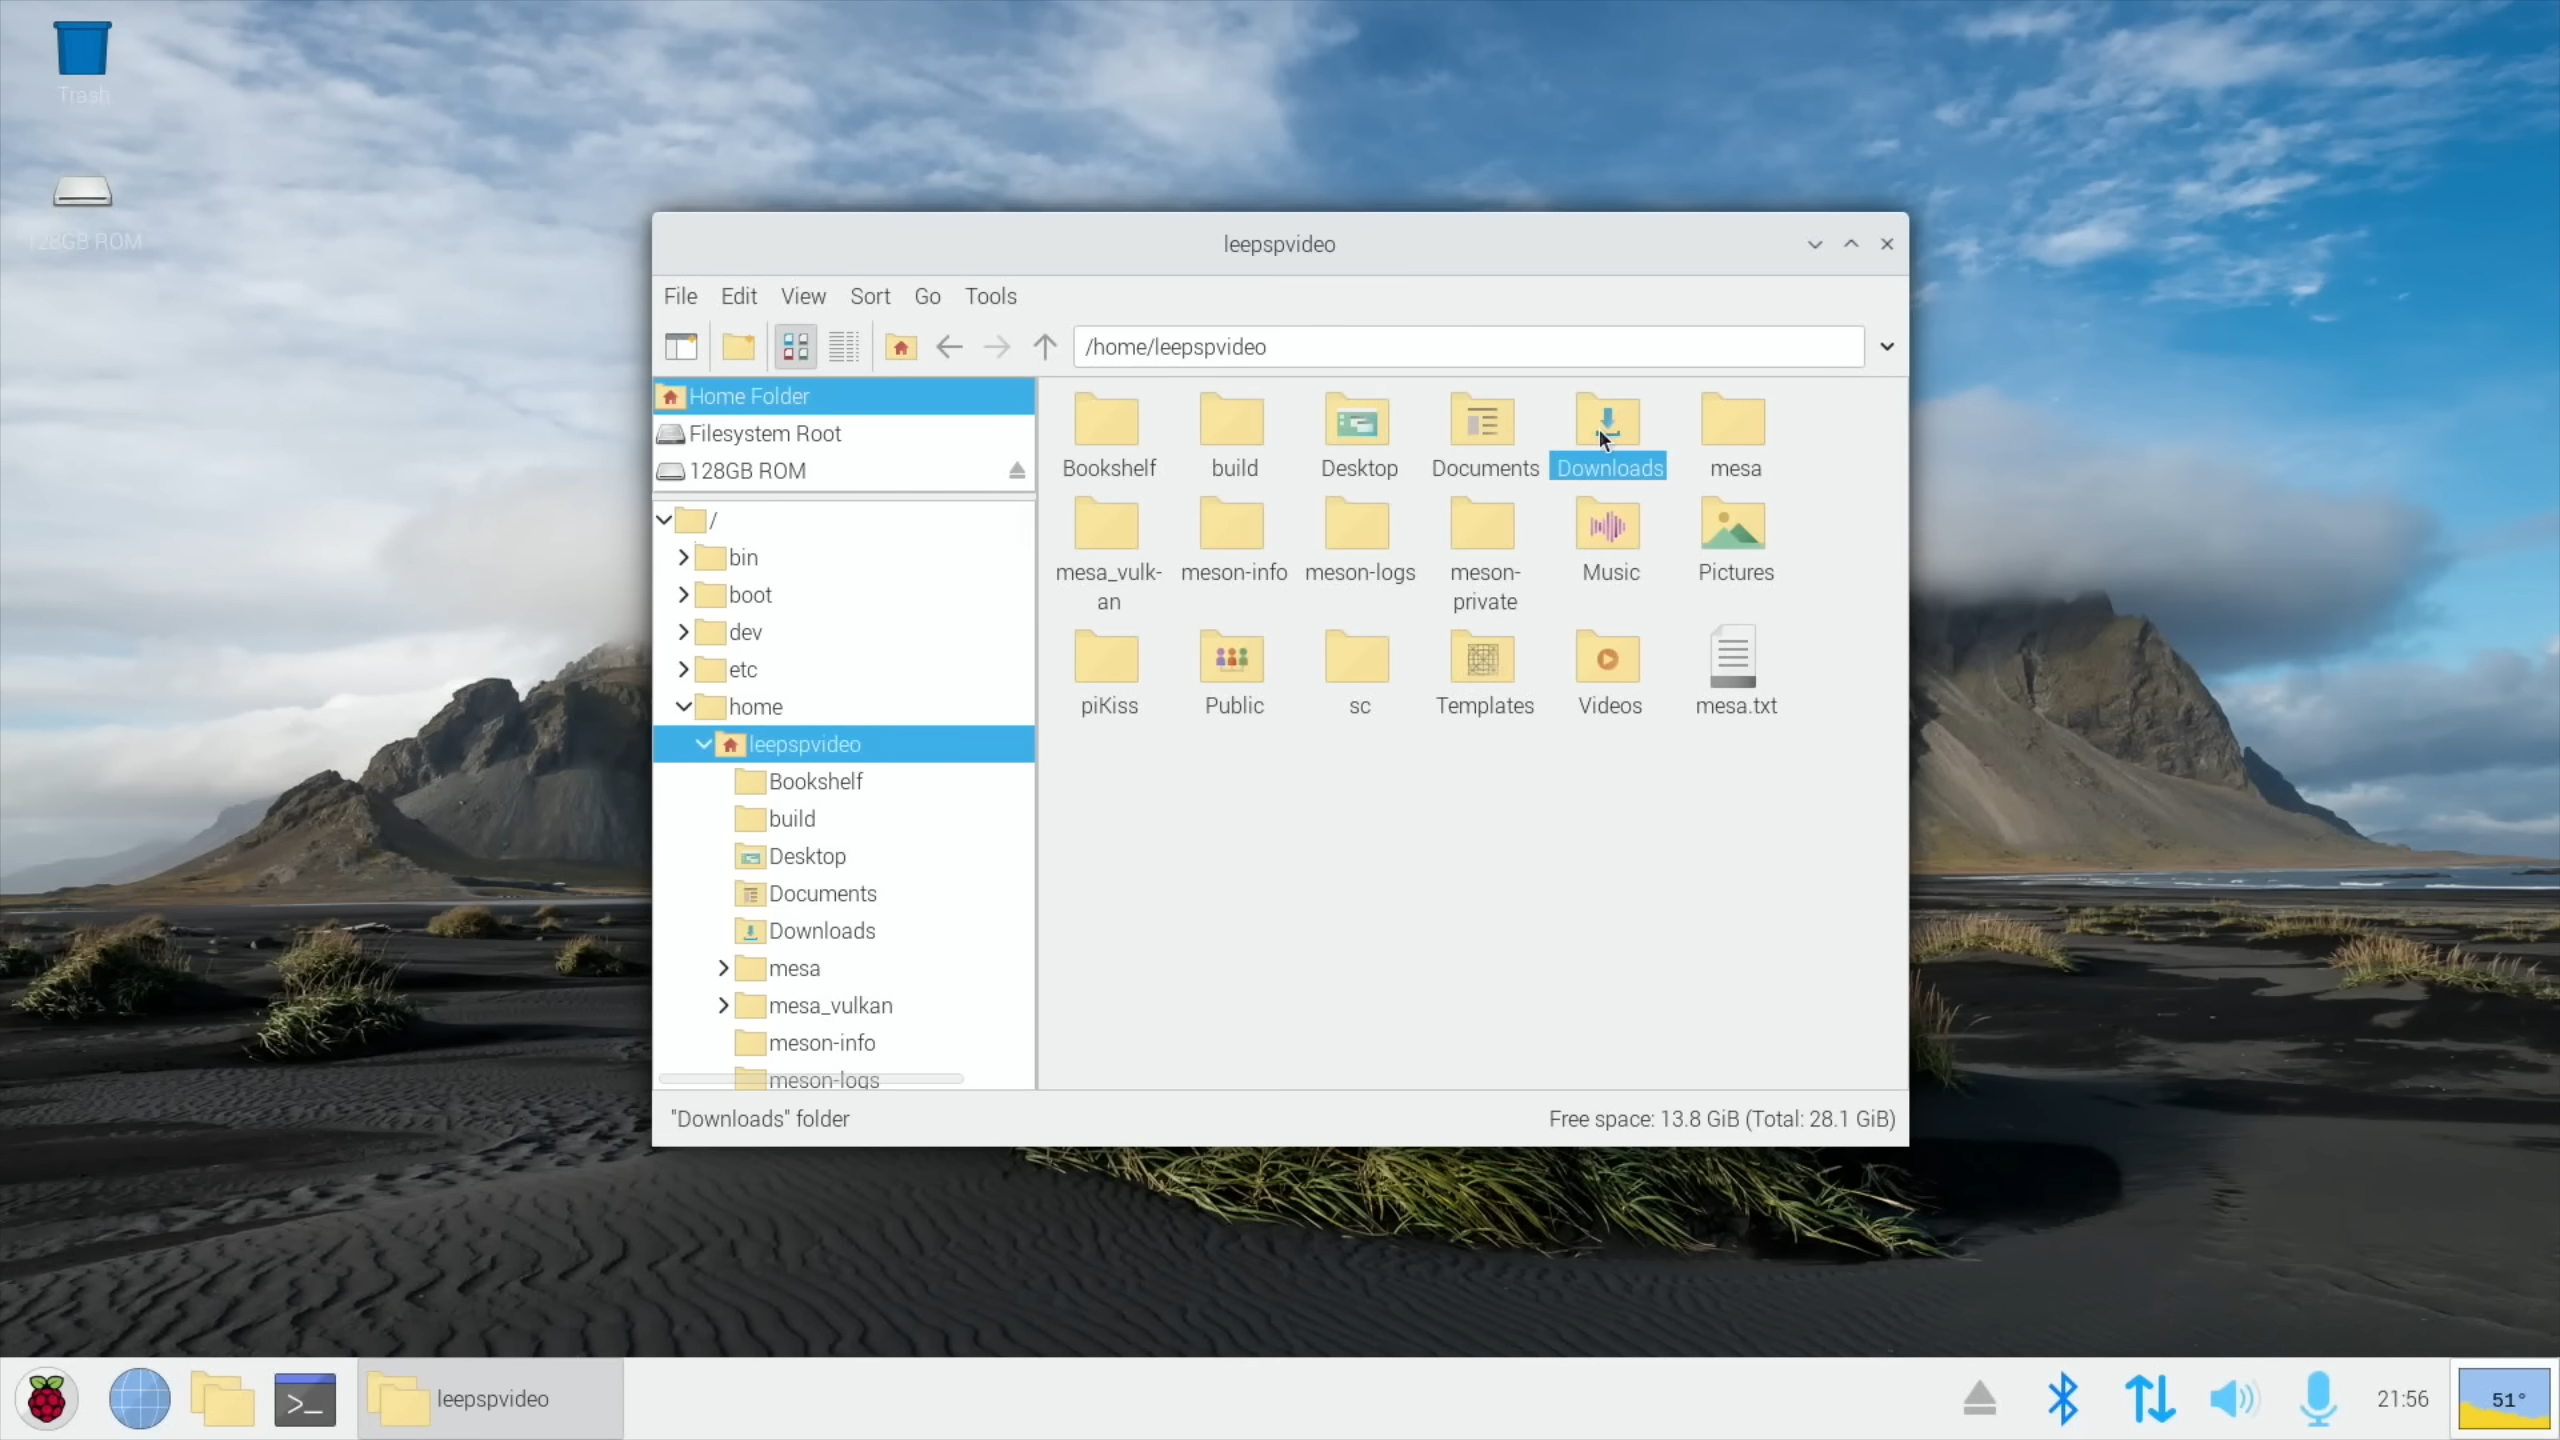 Trash
128GB ROM
leepspvideo
File Edit View Sort Go Tools
/home/leepspvideo
Home Folder
Filesystem Root
128GB ROM
/
bin
boot
dev
etc
home
leepspvideo
Bookshelf
build
Desktop
Documents
Downloads
mesa
mesa_vulkan
meson-info
meson-logs
Bookshelf build Desktop Documents Downloads mesa
mesa_vulk-
an
meson-info meson-logs
meson-
private
Music Pictures
piKiss Public sc Templates Videos mesa.txt
"Downloads" folder
Free space: 13.8 GiB (Total: 28.1 GiB)
>_
leepspvideo
21:56
51°